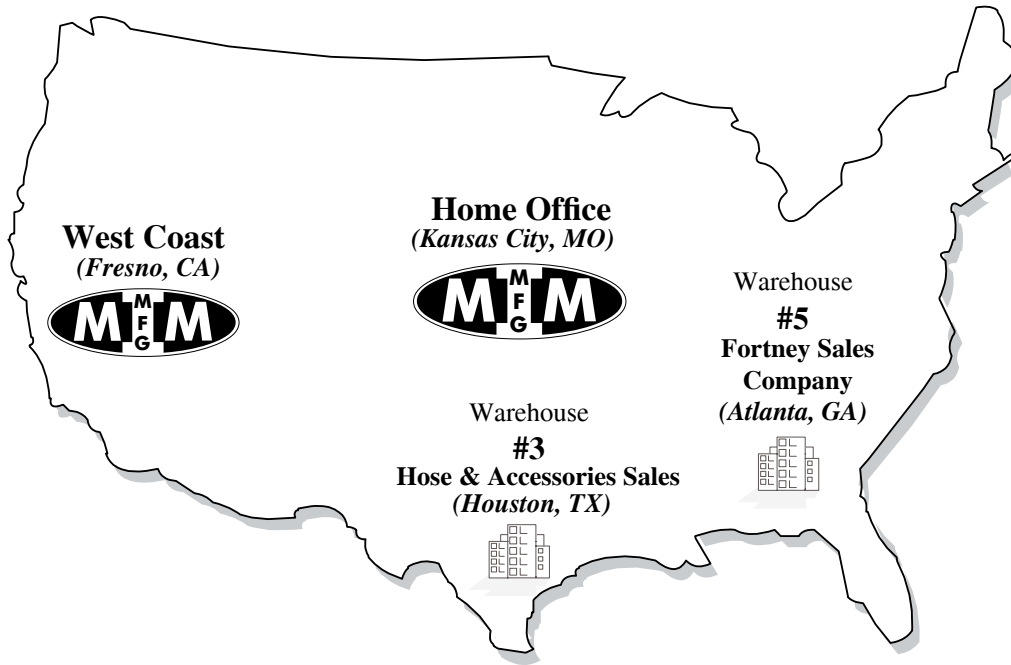 West Coast
(Fresno, CA)
M MFG M
Home Office
(Kansas City, MO)
M MFG M
Warehouse
#3
Hose & Accessories Sales
(Houston, TX)
Warehouse
#5
Fortney Sales
Company
(Atlanta, GA)